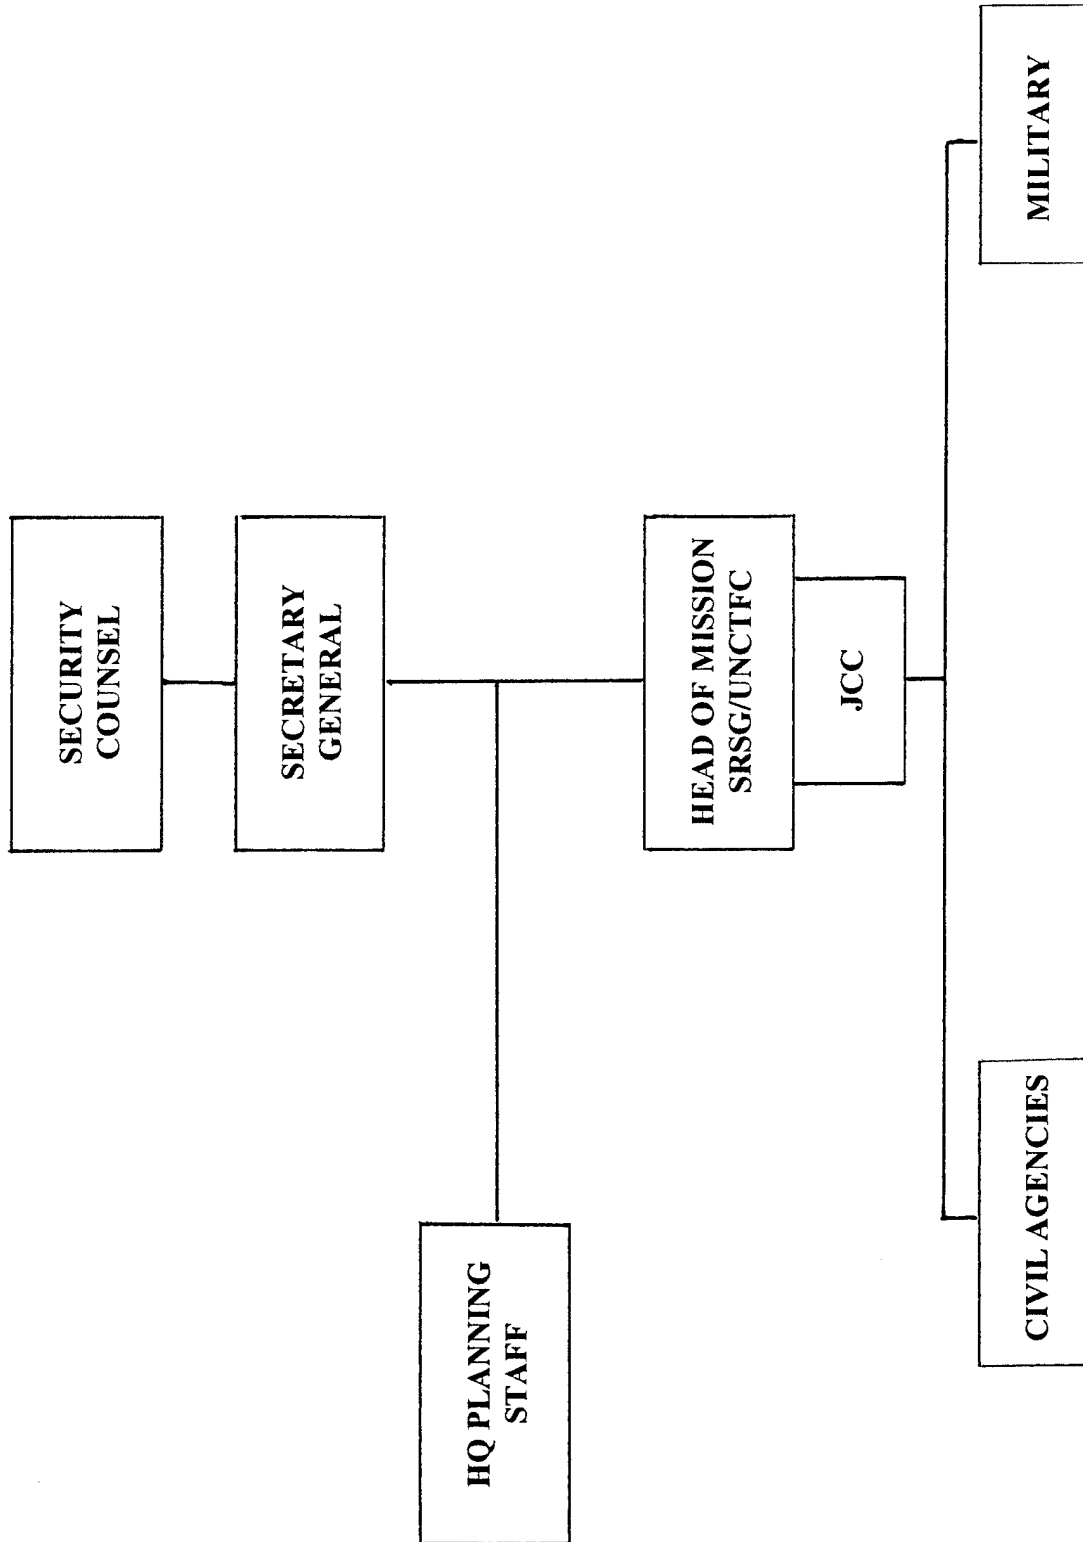 SECURITY
COUNSEL
SECRETARY
GENERAL
HQ PLANNING
STAFF
HEAD OF MISSION
SRSG/UNCTFC
JCC
CIVIL AGENCIES
MILITARY